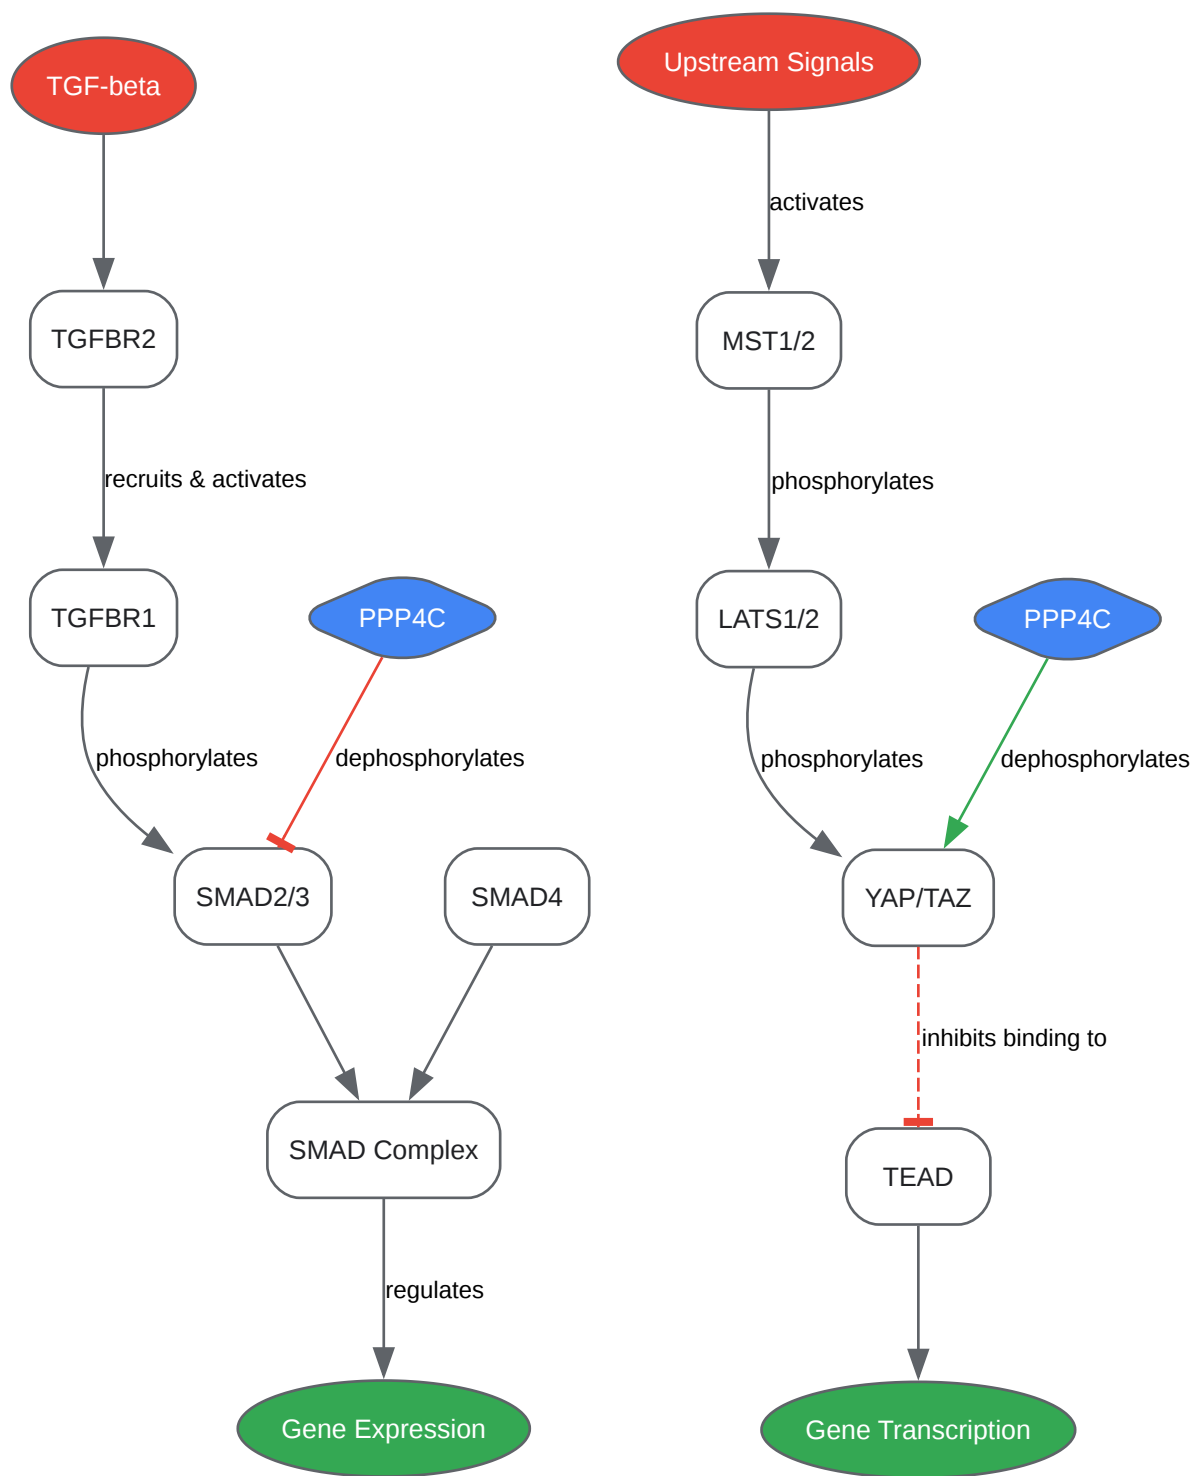 TGF-beta
TGFBR2
recruits & activates
TGFBR1
PPP4C
phosphorylates
dephosphorylates
SMAD2/3
SMAD4
SMAD Complex
regulates
Gene Expression
Upstream Signals
activates
MST1/2
phosphorylates
LATS1/2
PPP4C
phosphorylates
dephosphorylates
YAP/TAZ
inhibits binding to
TEAD
Gene Transcription